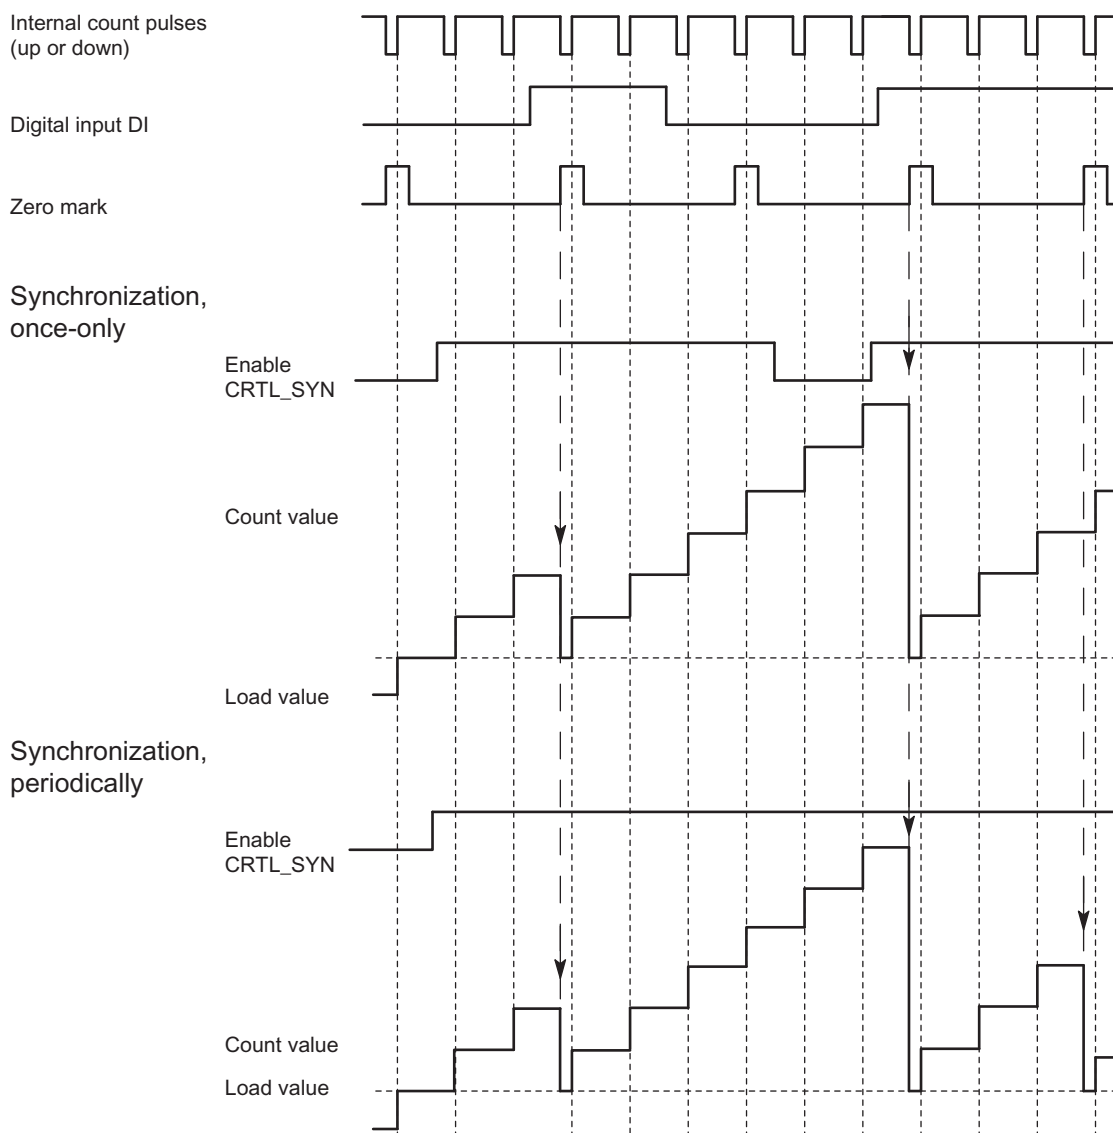 Internal count pulses
(up or down)
Digital input DI
Zero mark
Synchronization,
once-only
Enable
CRTL_SYN
Count value
Load value
Synchronization,
periodically
Enable
CRTL_SYN
Count value
Load value